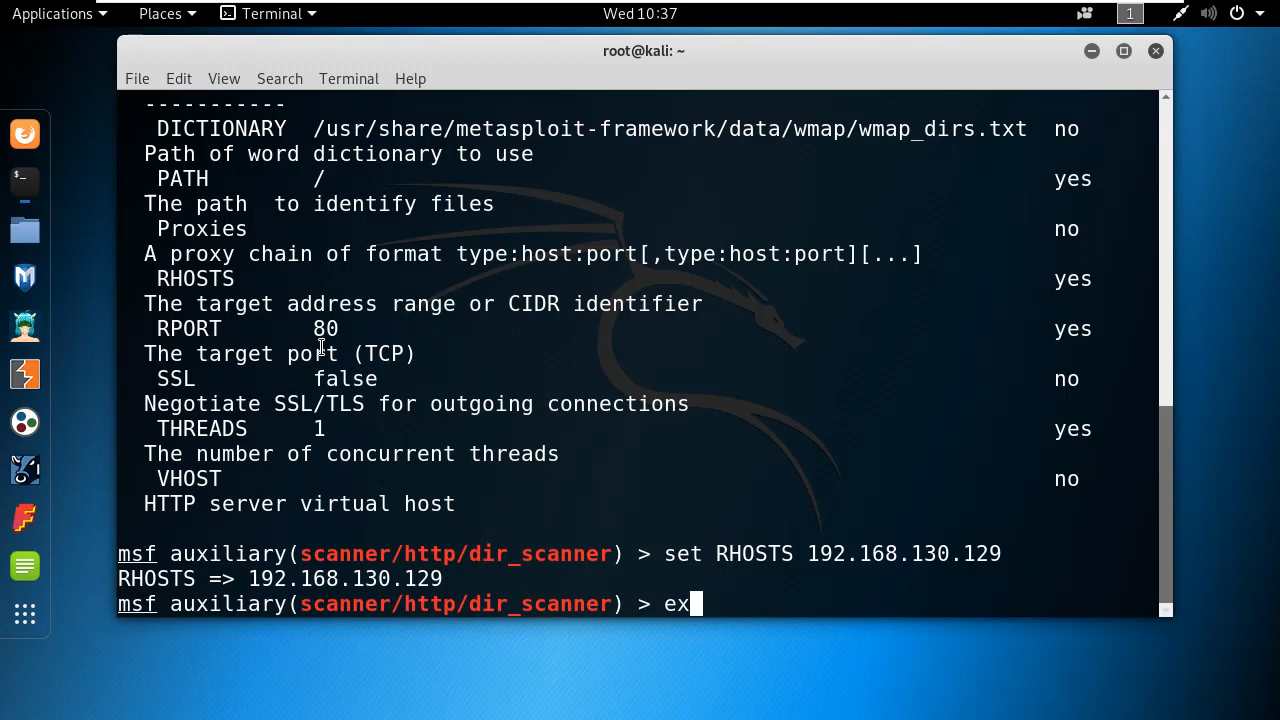 Applications Places Terminal Wed 10:37 1
root@kali: ~
File Edit View Search Terminal Help
-----------
DICTIONARY /usr/share/metasploit-framework/data/wmap/wmap_dirs.txt no
Path of word dictionary to use
PATH / yes
The path  to identify files
Proxies no
A proxy chain of format type:host:port[,type:host:port][...]
RHOSTS yes
The target address range or CIDR identifier
RPORT 80 yes
The target port (TCP)
SSL false no
Negotiate SSL/TLS for outgoing connections
THREADS 1 yes
The number of concurrent threads
VHOST no
HTTP server virtual host
msf auxiliary(scanner/http/dir_scanner) > set RHOSTS 192.168.130.129
RHOSTS => 192.168.130.129
msf auxiliary(scanner/http/dir_scanner) > ex